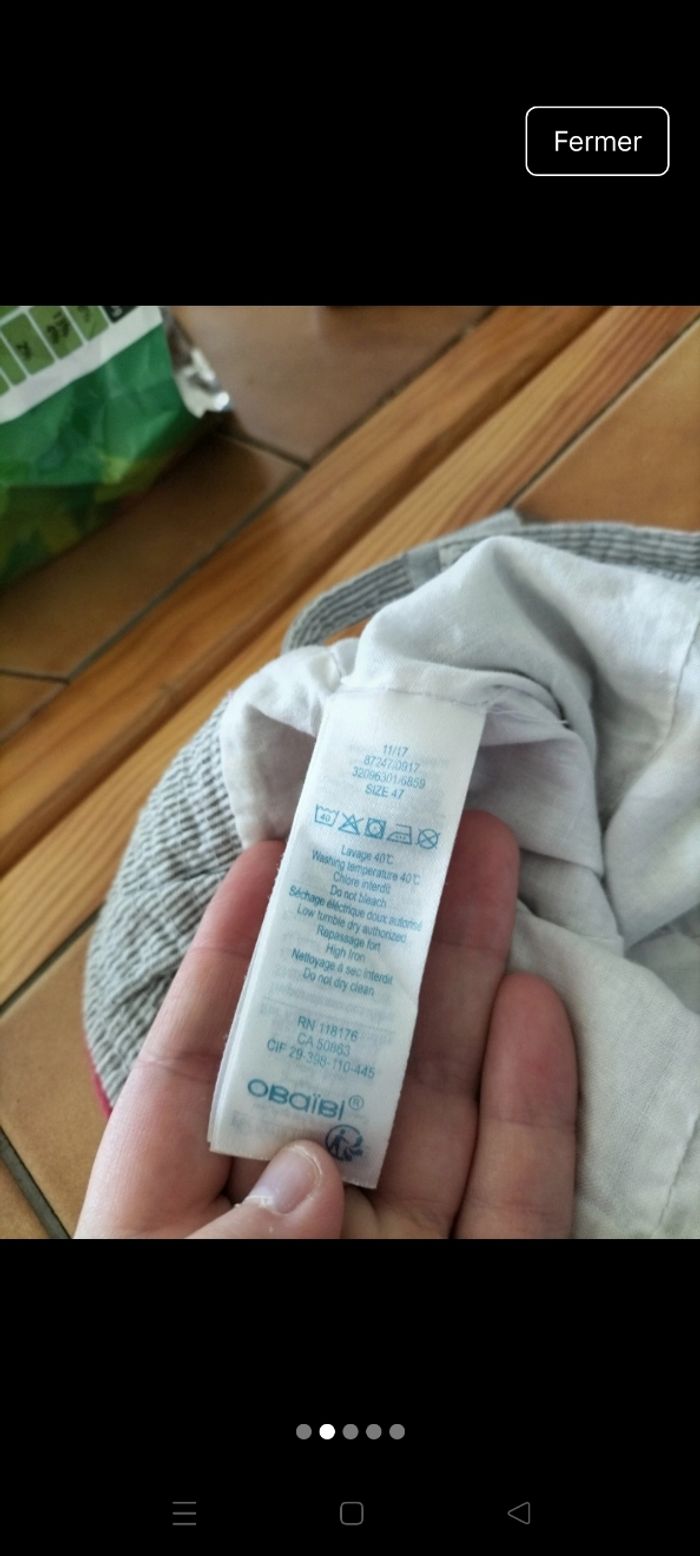 Fermer
11/17
87247/0917
32096301/6859
SIZE 47
40
Lavage 40°C
Washing temperature 40°C
Chlore interdit
Do not bleach
Séchage électrique doux autorisé
Low tumble dry authorized
Repassage fort
High Iron
Nettoyage à sec interdit
Do not dry clean
RN 118176
CA 50863
CIF 29-398-110-445
OBaïBi®